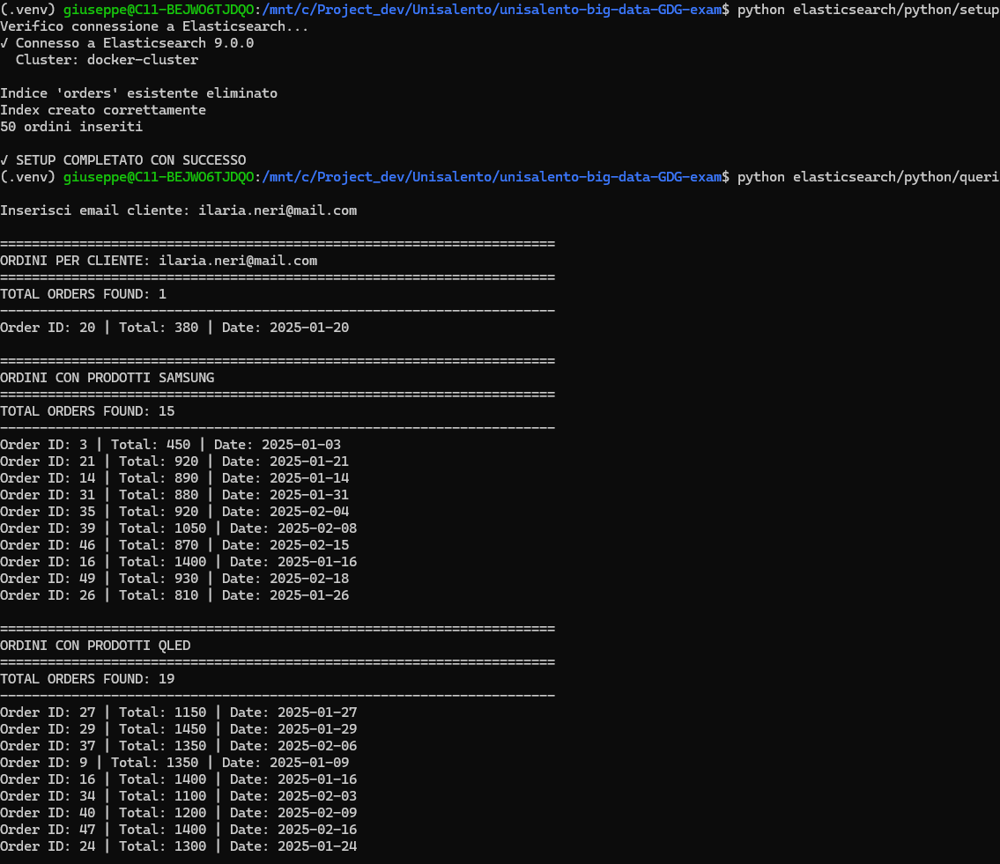 (.venv) giuseppe@C11-BEJWO6TJDQO:/mnt/c/Project_dev/Unisalento/unisalento-big-data-GDG-exam$ python elasticsearch/python/setup
Verifico connessione a Elasticsearch...
✓ Connesso a Elasticsearch 9.0.0
  Cluster: docker-cluster

Indice 'orders' esistente eliminato
Index creato correttamente
50 ordini inseriti

✓ SETUP COMPLETATO CON SUCCESSO
(.venv) giuseppe@C11-BEJWO6TJDQO:/mnt/c/Project_dev/Unisalento/unisalento-big-data-GDG-exam$ python elasticsearch/python/queri

Inserisci email cliente: ilaria.neri@mail.com

======================================================================
ORDINI PER CLIENTE: ilaria.neri@mail.com
======================================================================
TOTAL ORDERS FOUND: 1
----------------------------------------------------------------------
Order ID: 20 | Total: 380 | Date: 2025-01-20

======================================================================
ORDINI CON PRODOTTI SAMSUNG
======================================================================
TOTAL ORDERS FOUND: 15
----------------------------------------------------------------------
Order ID: 3 | Total: 450 | Date: 2025-01-03
Order ID: 21 | Total: 920 | Date: 2025-01-21
Order ID: 14 | Total: 890 | Date: 2025-01-14
Order ID: 31 | Total: 880 | Date: 2025-01-31
Order ID: 35 | Total: 920 | Date: 2025-02-04
Order ID: 39 | Total: 1050 | Date: 2025-02-08
Order ID: 46 | Total: 870 | Date: 2025-02-15
Order ID: 16 | Total: 1400 | Date: 2025-01-16
Order ID: 49 | Total: 930 | Date: 2025-02-18
Order ID: 26 | Total: 810 | Date: 2025-01-26

======================================================================
ORDINI CON PRODOTTI QLED
======================================================================
TOTAL ORDERS FOUND: 19
----------------------------------------------------------------------
Order ID: 27 | Total: 1150 | Date: 2025-01-27
Order ID: 29 | Total: 1450 | Date: 2025-01-29
Order ID: 37 | Total: 1350 | Date: 2025-02-06
Order ID: 9 | Total: 1350 | Date: 2025-01-09
Order ID: 16 | Total: 1400 | Date: 2025-01-16
Order ID: 34 | Total: 1100 | Date: 2025-02-03
Order ID: 40 | Total: 1200 | Date: 2025-02-09
Order ID: 47 | Total: 1400 | Date: 2025-02-16
Order ID: 24 | Total: 1300 | Date: 2025-01-24